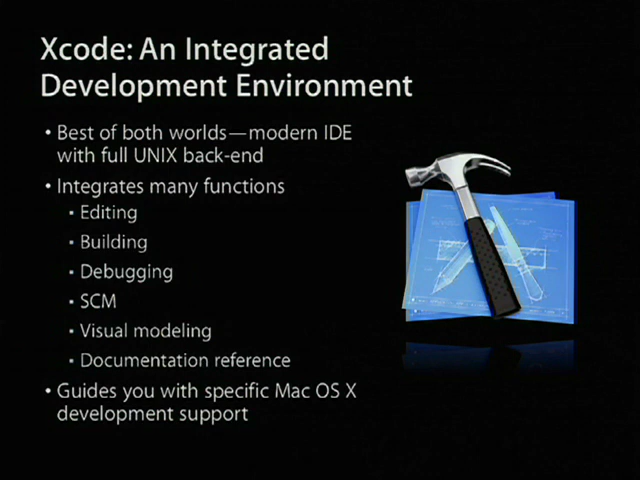 Xcode: An Integrated
Development Environment
• Best of both worlds—modern IDE
with full UNIX back-end
• Integrates many functions
▪ Editing
▪ Building
▪ Debugging
▪ SCM
▪ Visual modeling
▪ Documentation reference
• Guides you with specific Mac OS X
development support